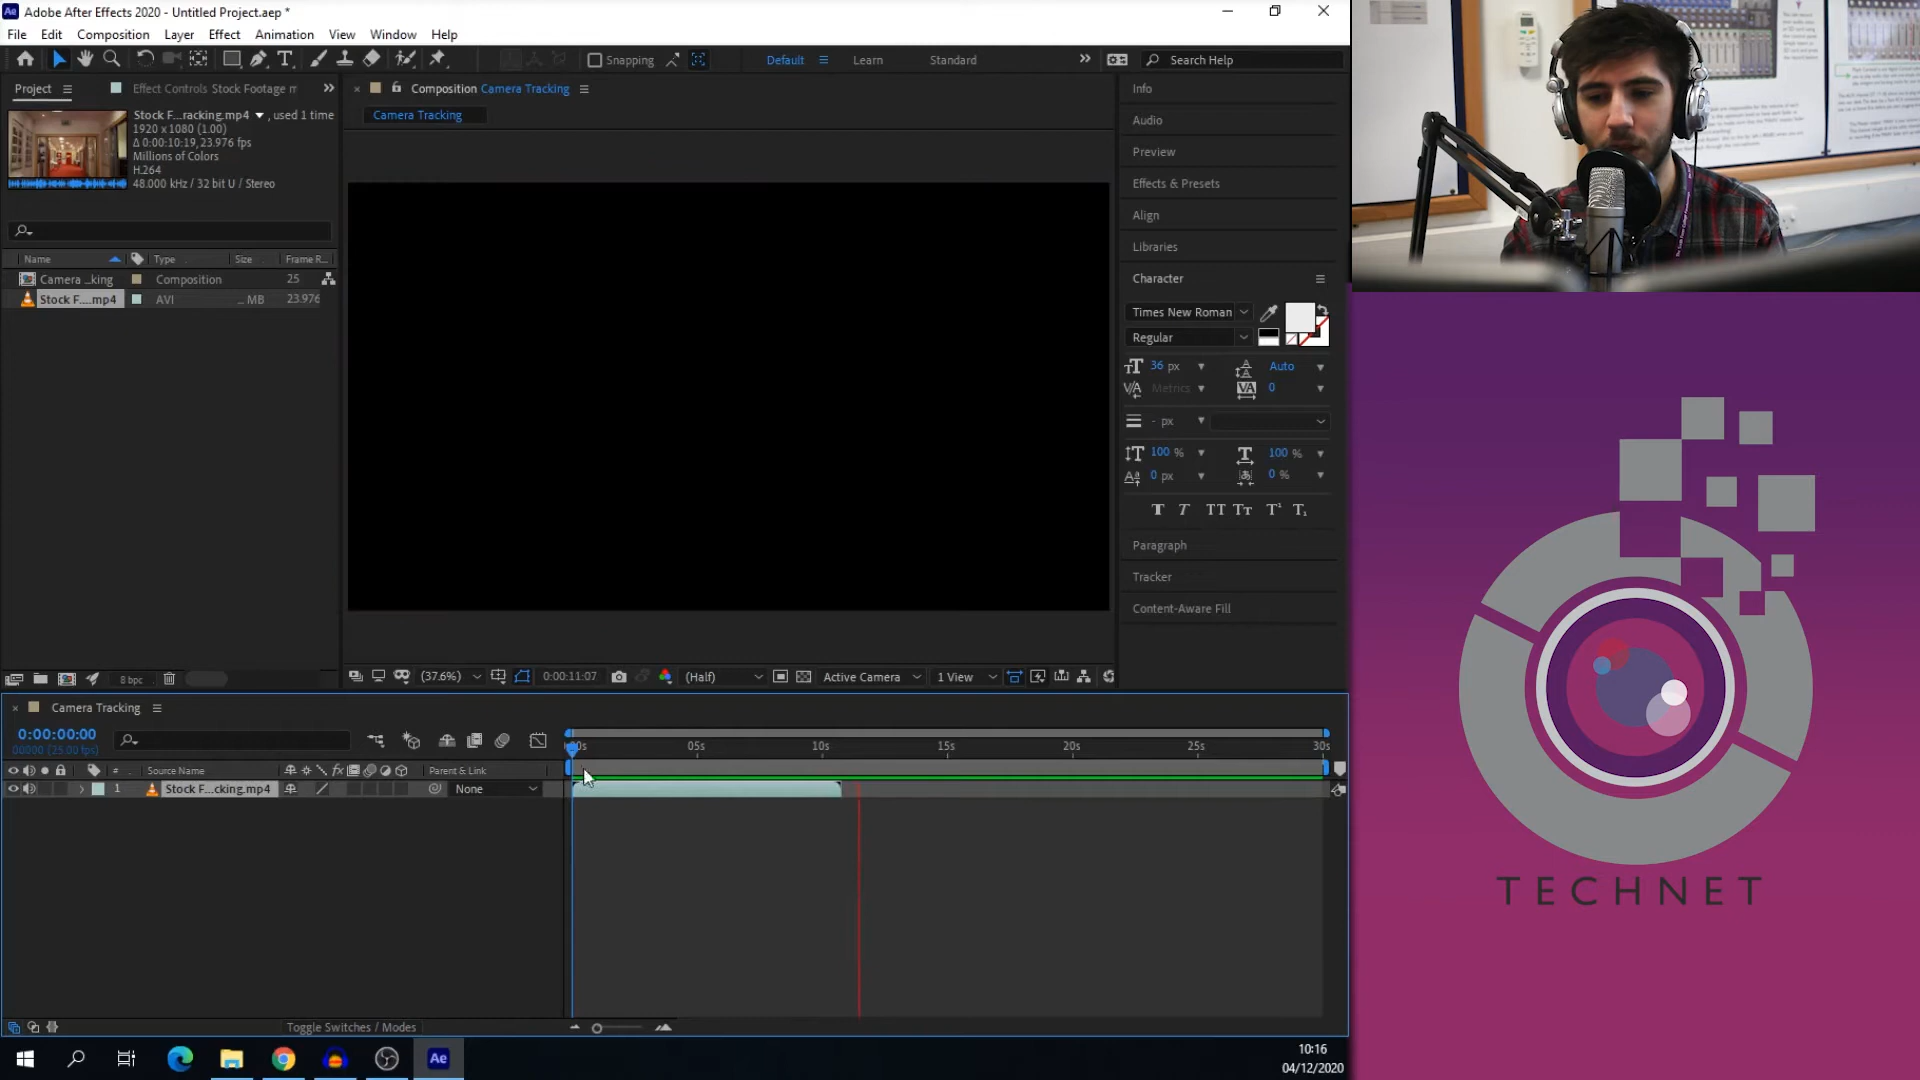 Adobe After Effects 2020 - Untitled Project.aep *
File Edit Composition Layer Effect Animation View Window Help
Snapping Default Learn Standard Search Help
Project Effect Controls Stock Footage m
Composition Camera Tracking
Camera Tracking
Stock F...racking.mp4 , used 1 time
1920 x 1080 (1.00)
Δ 0:00:10:19, 23.976 fps
Millions of Colors
H.264
48.000 kHz / 32 bit U / Stereo
Name Type Size Frame R...
Camera ...king Composition 25
Stock F....mp4 AVI ... MB 23.976
8 bpc
(37.6%) 0:00:11:07 (Half) Active Camera 1 View
Info
Audio
Preview
Effects & Presets
Align
Libraries
Character
Times New Roman
Regular
36 px Auto
Metrics 0
- px
100 % 100 %
0 px 0 %
T T TT TT T¹ T₁
Paragraph
Tracker
Content-Aware Fill
Camera Tracking
0:00:00:00
00000 (25.00 fps)
05s 10s 15s 20s 25s 30s
# Source Name fx Parent & Link
1 Stock F...cking.mp4 None
Toggle Switches / Modes
Ae
10:16
04/12/2020
TECHNET